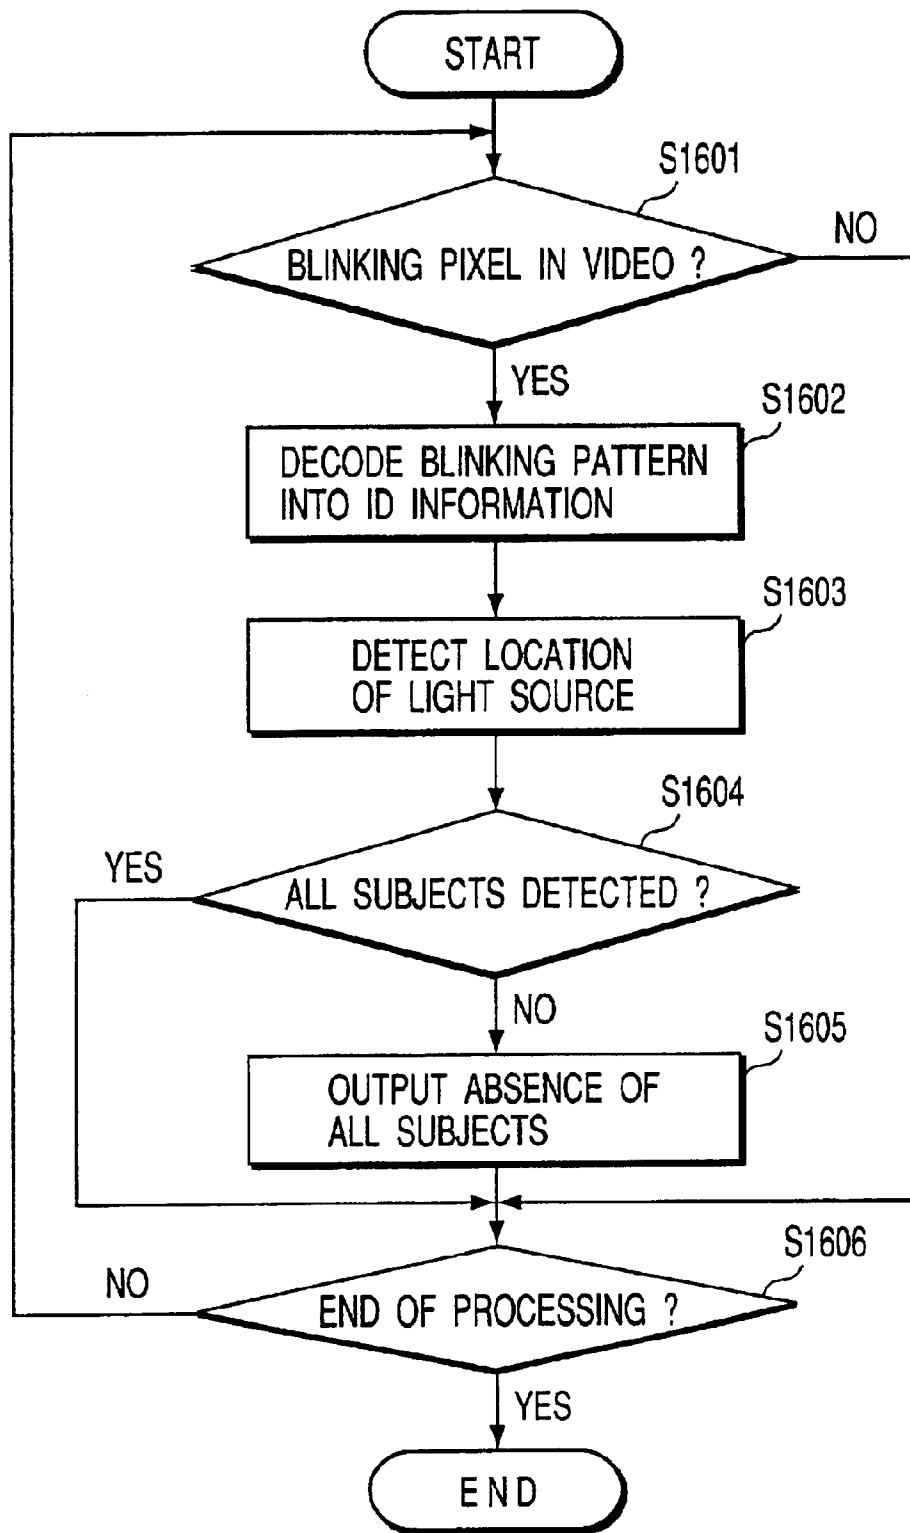 START
S1601
BLINKING PIXEL IN VIDEO ?
NO
YES
S1602
DECODE BLINKING PATTERN
INTO ID INFORMATION
S1603
DETECT LOCATION
OF LIGHT SOURCE
S1604
YES
ALL SUBJECTS DETECTED ?
NO
S1605
OUTPUT ABSENCE OF
ALL SUBJECTS
S1606
NO
END OF PROCESSING ?
YES
END